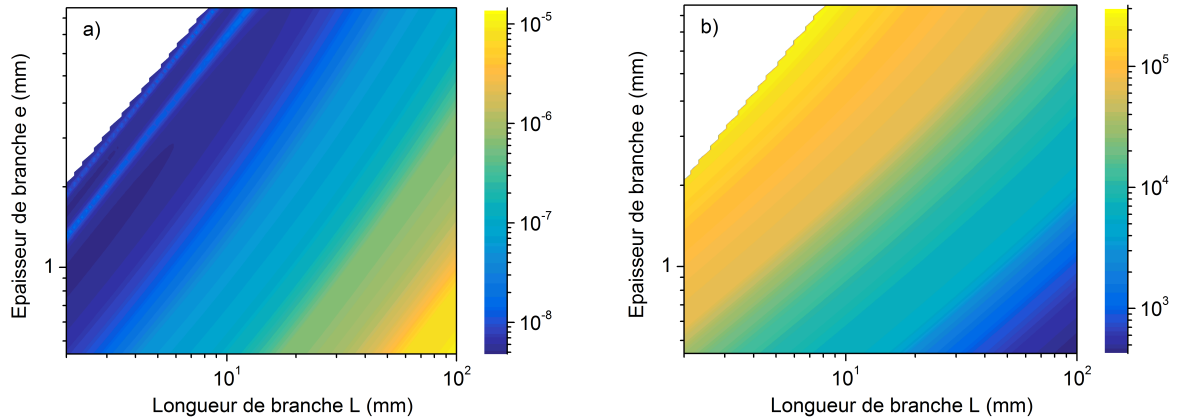 a)
Epaisseur de branche e (mm)
1
10^1
10^2
Longueur de branche L (mm)
10^-5
10^-6
10^-7
10^-8
b)
Epaisseur de branche e (mm)
1
10^1
10^2
Longueur de branche L (mm)
10^5
10^4
10^3